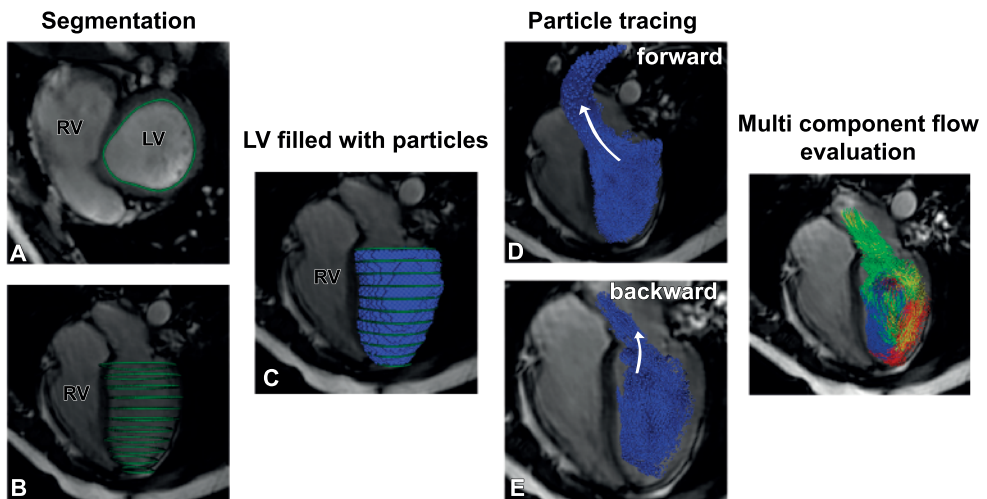 Segmentation
RV
LV
A
RV
B
LV filled with particles
RV
C
Particle tracing
forward
D
backward
E
Multi component flow
evaluation